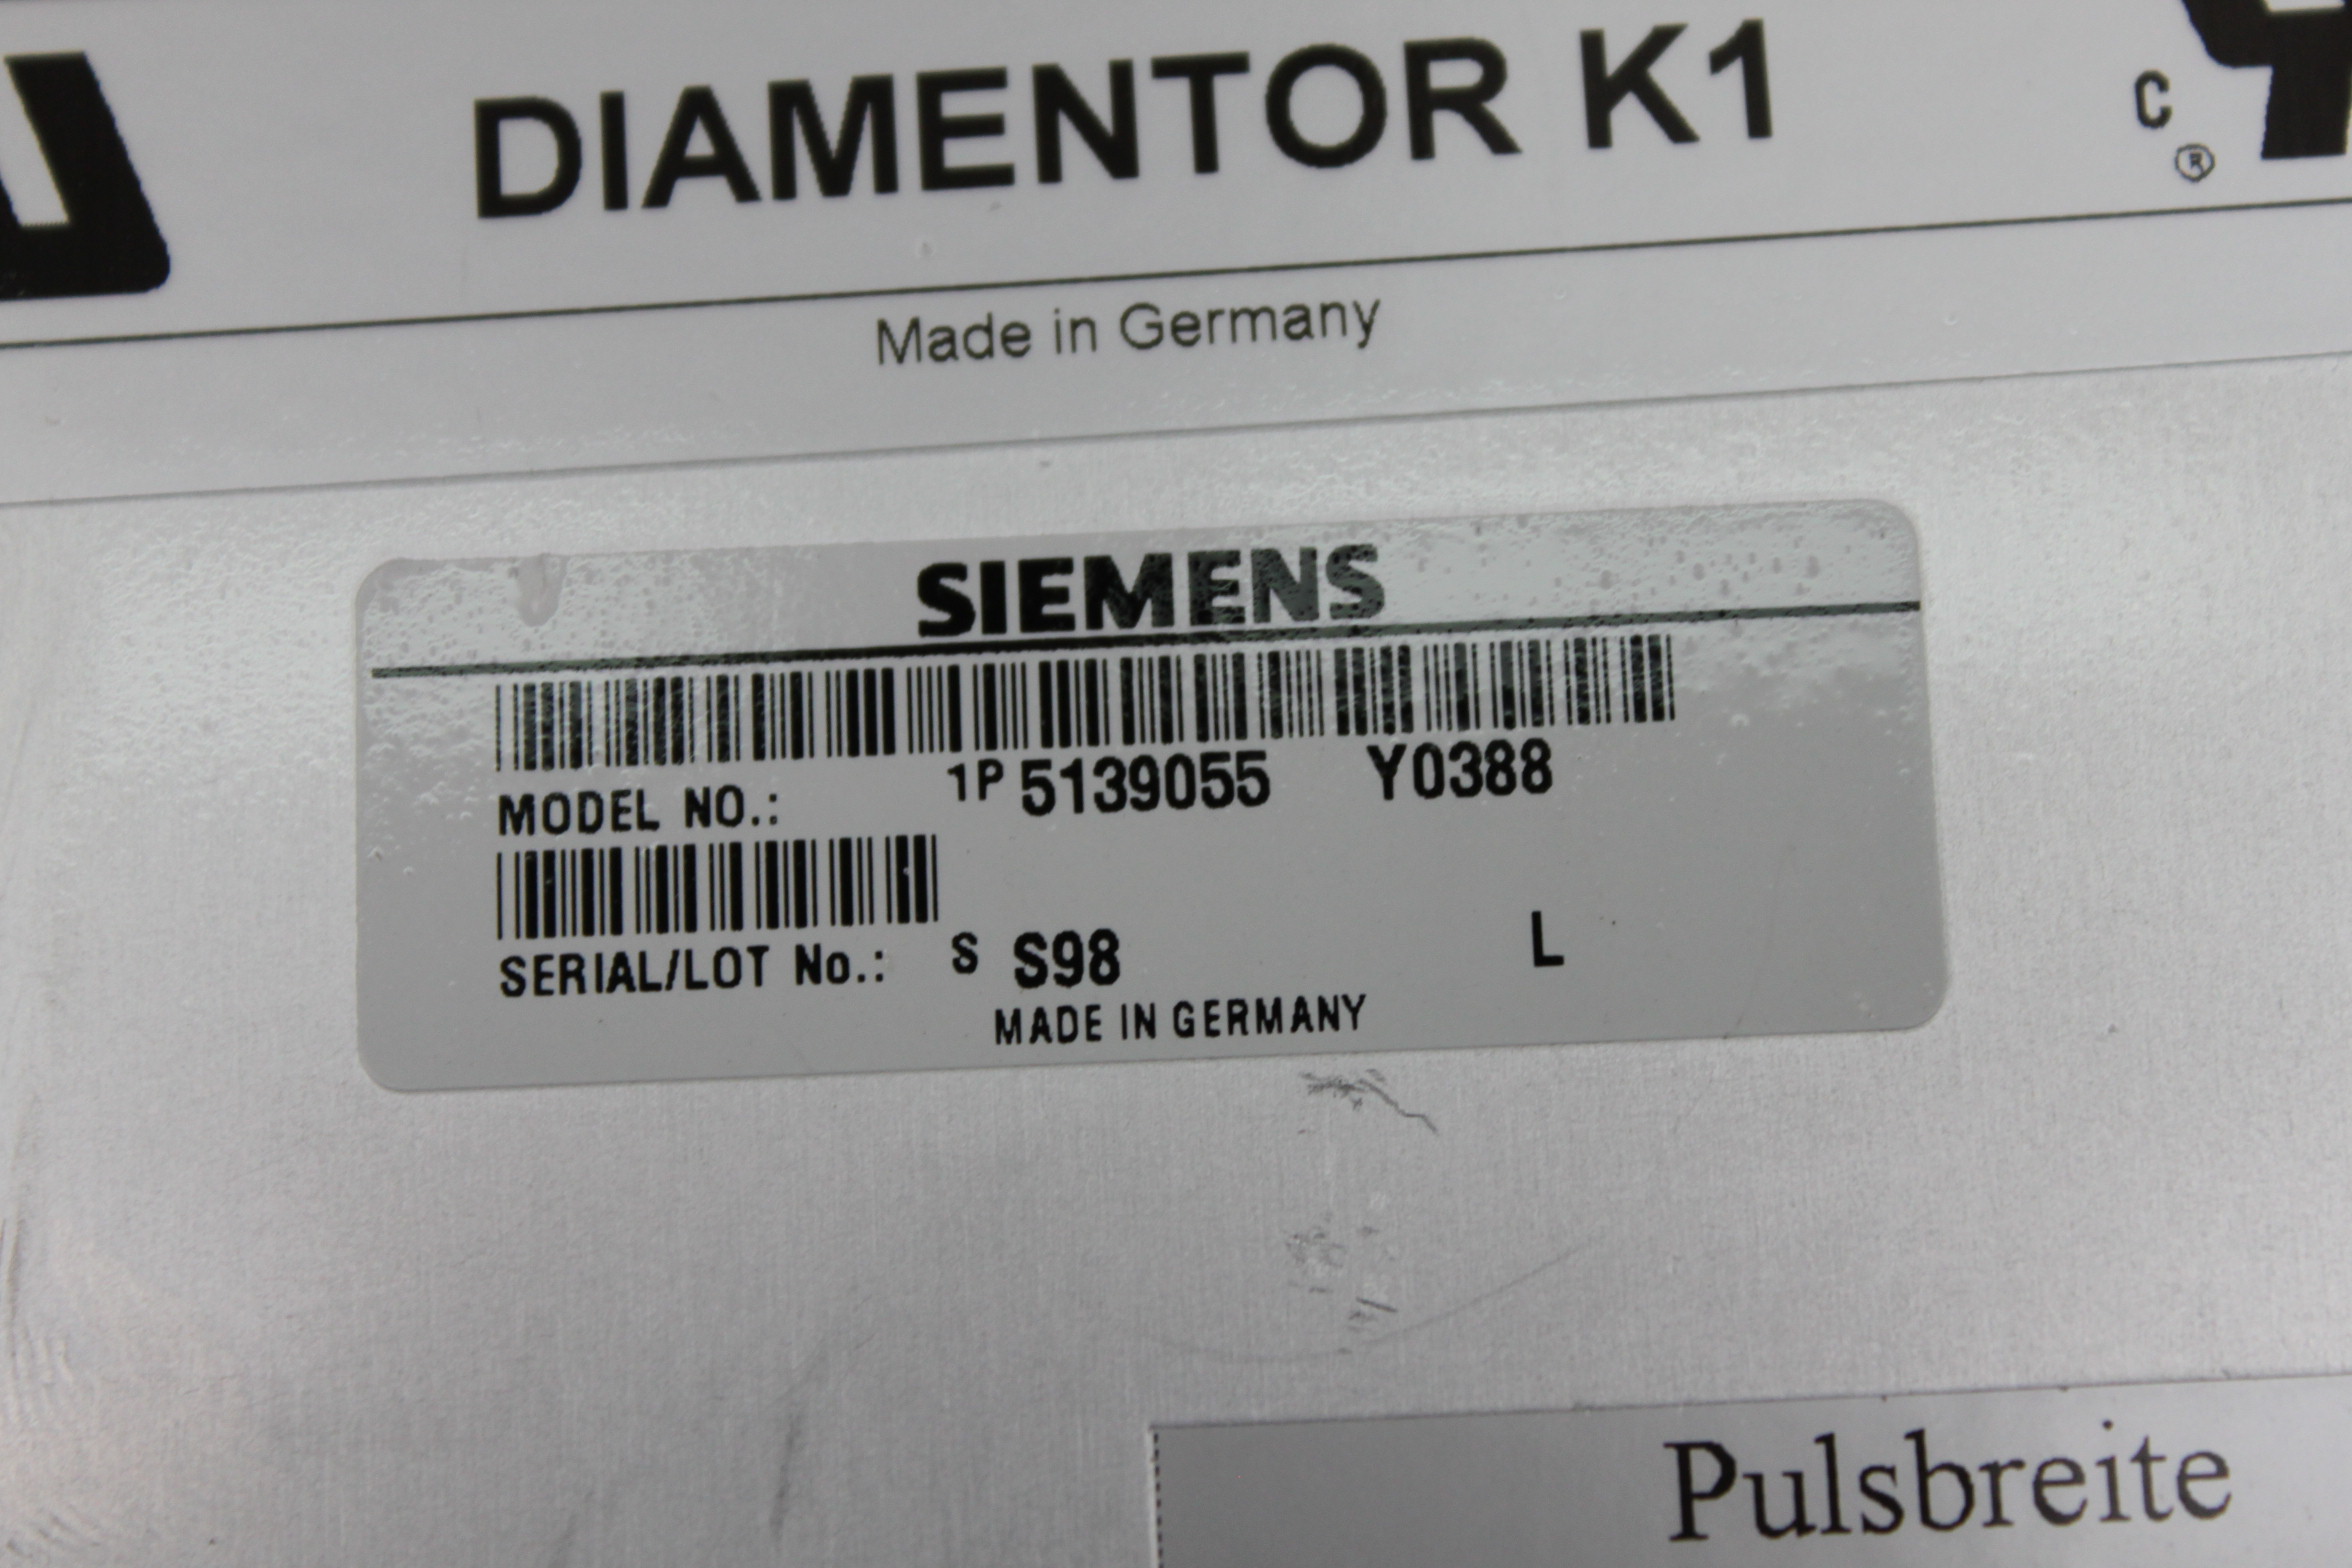 DIAMENTOR K1
C
®
Made in Germany
SIEMENS
MODEL NO.: 1P 5139055 Y0388
SERIAL/LOT No.: S S98 L
MADE IN GERMANY
Pulsbreite